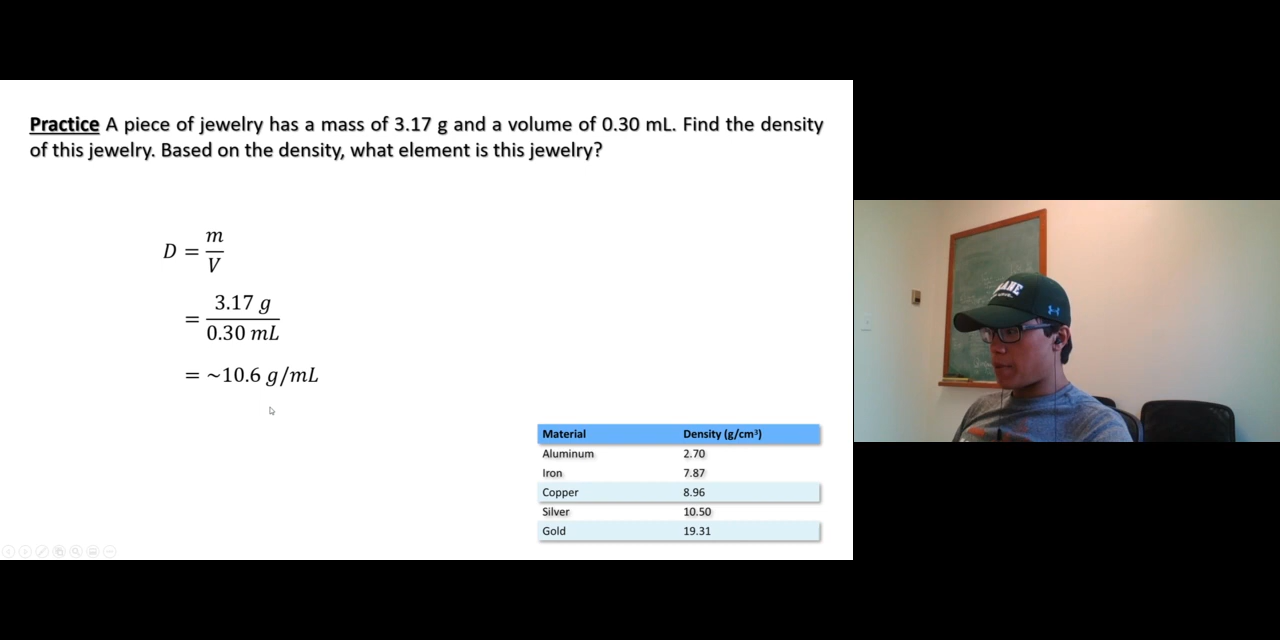 Practice A piece of jewelry has a mass of 3.17 g and a volume of 0.30 mL. Find the density
of this jewelry. Based on the density, what element is this jewelry?
D = m/V
= 3.17 g / 0.30 mL
= ~10.6 g/mL
Material Density (g/cm³)
Aluminum 2.70
Iron 7.87
Copper 8.96
Silver 10.50
Gold 19.31